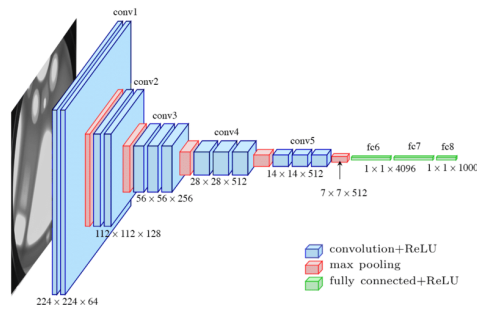 conv1
conv2
conv3
conv4
conv5
fc6
fc7
fc8
224 × 224 × 64
112 × 112 × 128
56 × 56 × 256
28 × 28 × 512
14 × 14 × 512
7 × 7 × 512
1 × 1 × 4096
1 × 1 × 1000
convolution+ReLU
max pooling
fully connected+ReLU